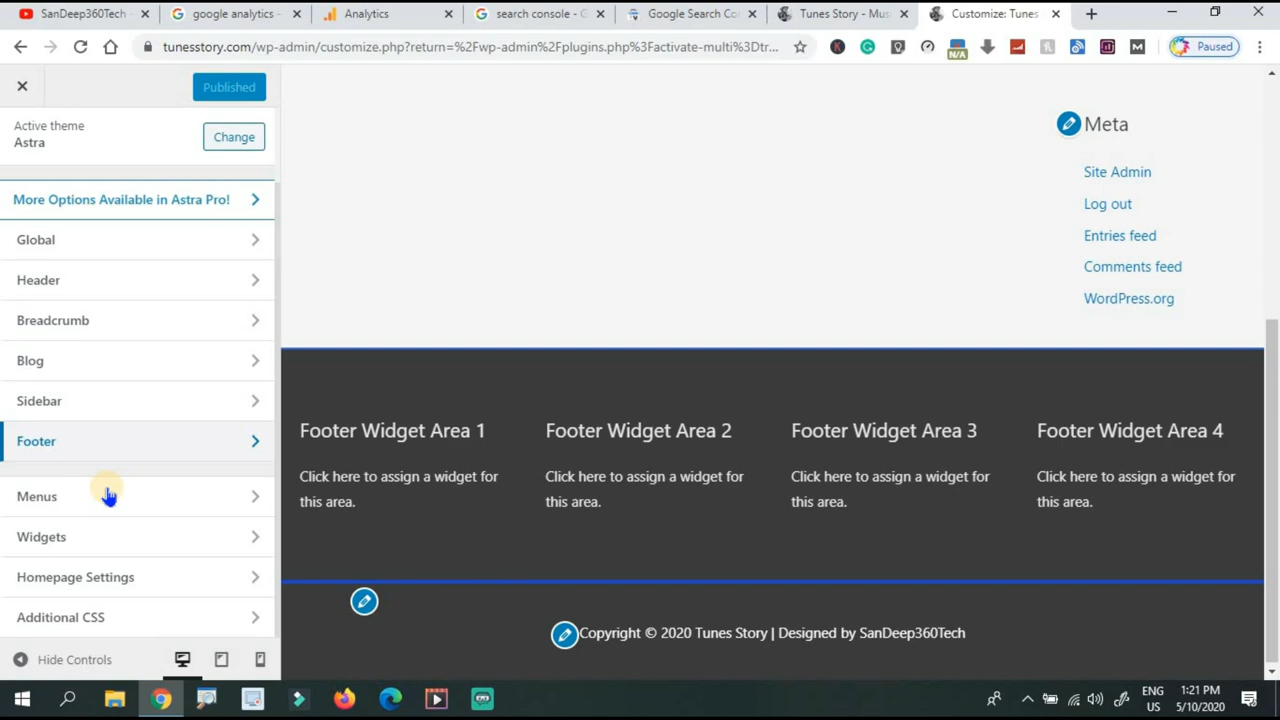 SanDeep360Tech -
google analytics -
Analytics
search console - G
Google Search Co
Tunes Story - Mus
Customize: Tunes
tunesstory.com/wp-admin/customize.php?return=%2Fwp-admin%2Fplugins.php%3Factivate-multi%3Dtr...
N/A
Paused
Published
Active theme
Astra
Change
More Options Available in Astra Pro!
Global
Header
Breadcrumb
Blog
Sidebar
Footer
Menus
Widgets
Homepage Settings
Additional CSS
Hide Controls
Meta
Site Admin
Log out
Entries feed
Comments feed
WordPress.org
Footer Widget Area 1
Click here to assign a widget for
this area.
Footer Widget Area 2
Click here to assign a widget for
this area.
Footer Widget Area 3
Click here to assign a widget for
this area.
Footer Widget Area 4
Click here to assign a widget for
this area.
Copyright © 2020 Tunes Story | Designed by SanDeep360Tech
ENG
US
1:21 PM
5/10/2020